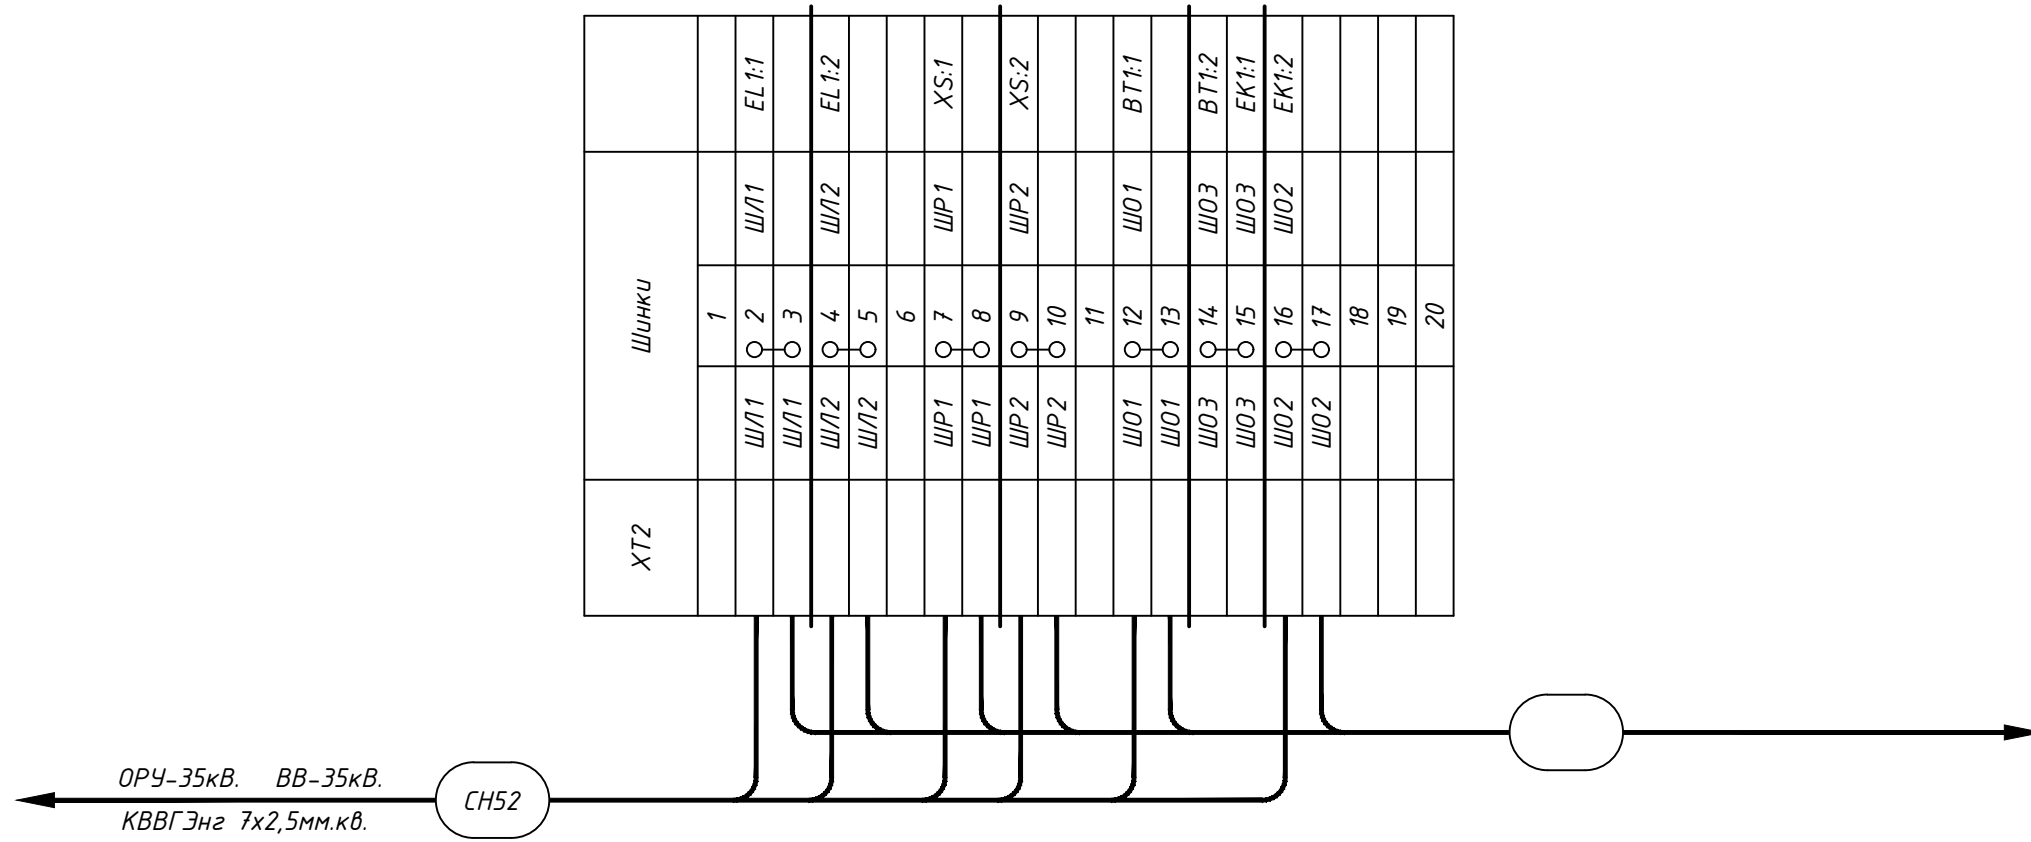 EL1:1 EL1:2 XS:1 XS:2 BT1:1 BT1:2 EK1:1 EK1:2
Шинки
ШЛ1 ШЛ2 ШР1 ШР2 ШО1 ШО3 ШО3 ШО2
1 2 3 4 5 6 7 8 9 10 11 12 13 14 15 16 17 18 19 20
ШЛ1 ШЛ1 ШЛ2 ШЛ2 ШР1 ШР1 ШР2 ШР2 ШО1 ШО1 ШО3 ШО3 ШО2 ШО2
ХТ2
ОРУ-35кВ. ВВ-35кВ.
СН52
КВВГЭнг 7х2,5мм.кв.